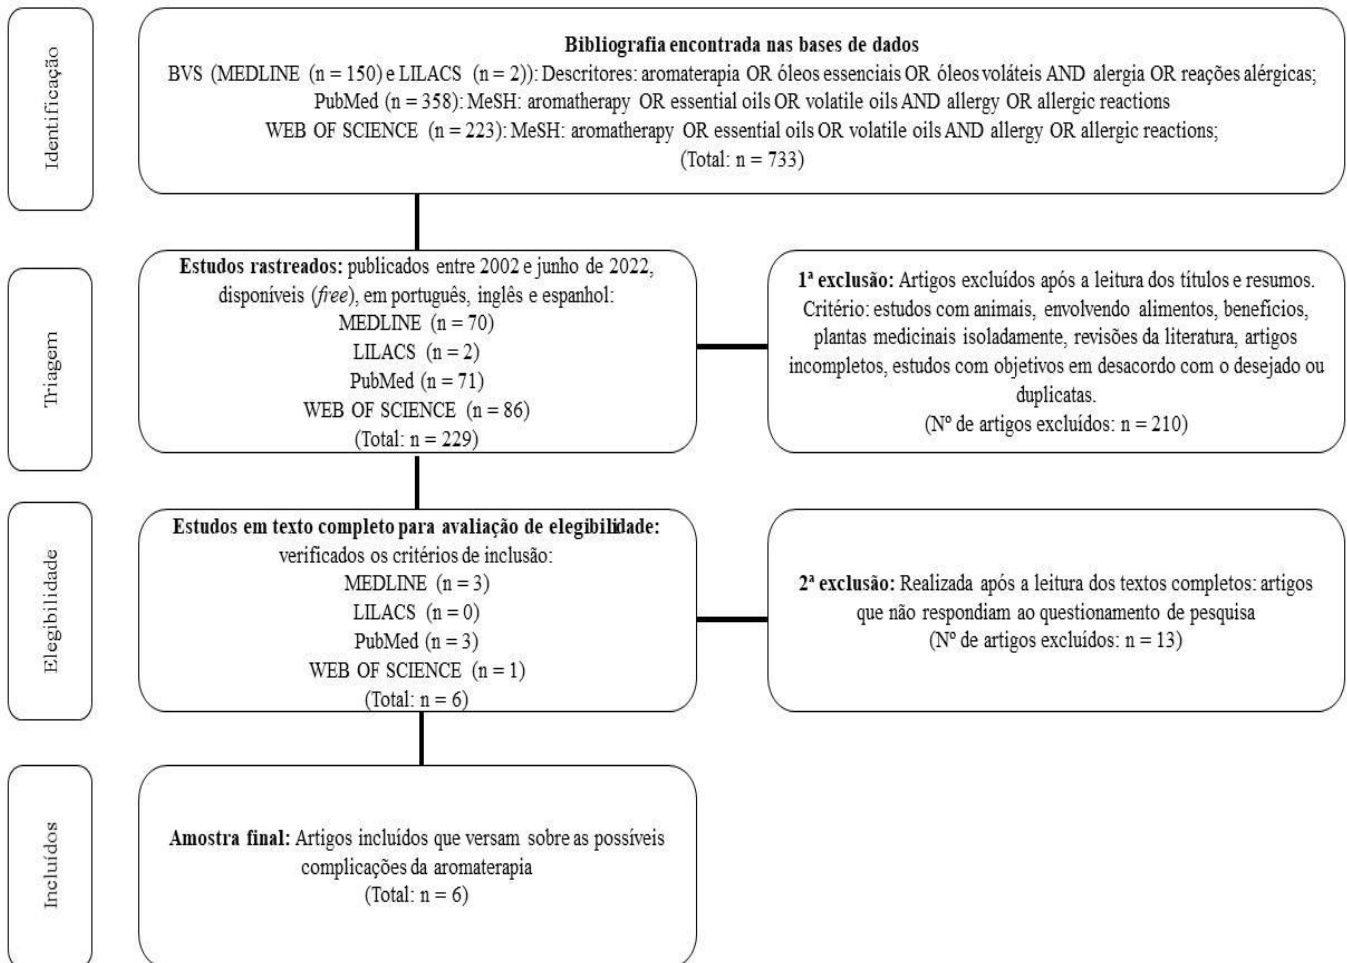 Identificação
Bibliografia encontrada nas bases de dados
BVS (MEDLINE (n = 150) e LILACS (n = 2)): Descritores: aromaterapia OR óleos essenciais OR óleos voláteis AND alergia OR reações alérgicas;
PubMed (n = 358): MeSH: aromatherapy OR essential oils OR volatile oils AND allergy OR allergic reactions
WEB OF SCIENCE (n = 223): MeSH: aromatherapy OR essential oils OR volatile oils AND allergy OR allergic reactions;
(Total: n = 733)
Triagem
Estudos rastreados: publicados entre 2002 e junho de 2022,
disponíveis (free), em português, inglês e espanhol:
MEDLINE (n = 70)
LILACS (n = 2)
PubMed (n = 71)
WEB OF SCIENCE (n = 86)
(Total: n = 229)
1ª exclusão: Artigos excluídos após a leitura dos títulos e resumos.
Critério: estudos com animais, envolvendo alimentos, benefícios,
plantas medicinais isoladamente, revisões da literatura, artigos
incompletos, estudos com objetivos em desacordo com o desejado ou
duplicatas.
(Nº de artigos excluídos: n = 210)
Elegibilidade
Estudos em texto completo para avaliação de elegibilidade:
verificados os critérios de inclusão:
MEDLINE (n = 3)
LILACS (n = 0)
PubMed (n = 3)
WEB OF SCIENCE (n = 1)
(Total: n = 6)
2ª exclusão: Realizada após a leitura dos textos completos: artigos
que não respondiam ao questionamento de pesquisa
(Nº de artigos excluídos: n = 13)
Incluídos
Amostra final: Artigos incluídos que versam sobre as possíveis
complicações da aromaterapia
(Total: n = 6)